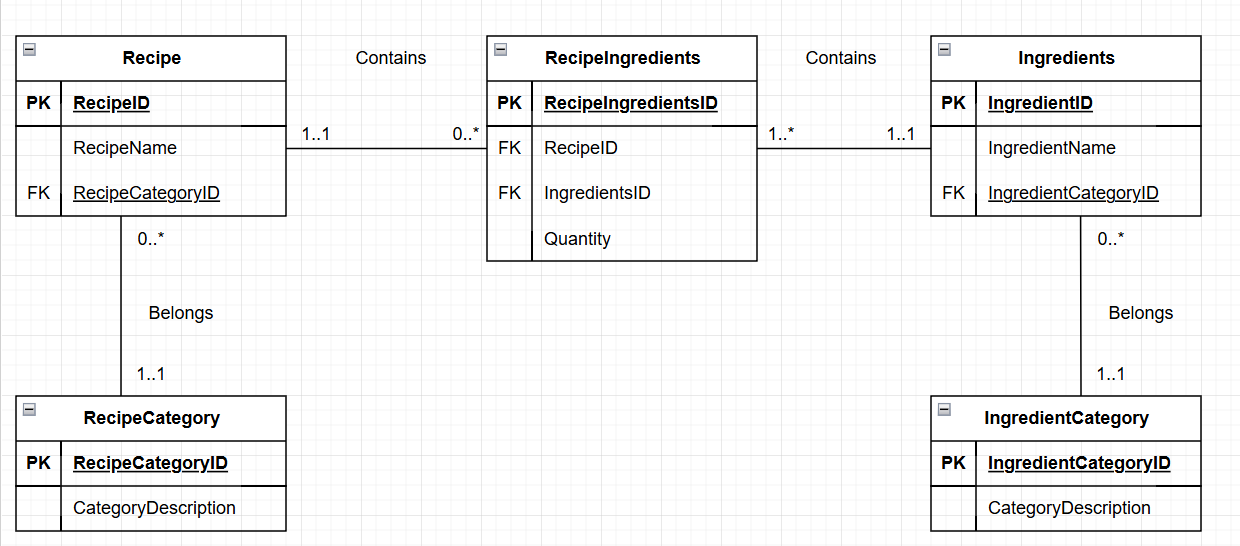 Recipe
PK RecipeID
RecipeName
FK RecipeCategoryID
Contains
1..1 0..*
RecipeIngredients
PK RecipeIngredientsID
FK RecipeID
FK IngredientsID
Quantity
Contains
1..* 1..1
Ingredients
PK IngredientID
IngredientName
FK IngredientCategoryID
0..*
Belongs
1..1
RecipeCategory
PK RecipeCategoryID
CategoryDescription
0..*
Belongs
1..1
IngredientCategory
PK IngredientCategoryID
CategoryDescription